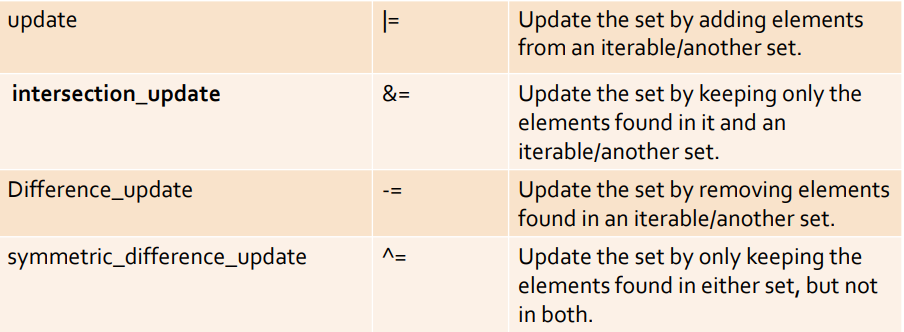 update |= Update the set by adding elements
from an iterable/another set.
intersection_update &= Update the set by keeping only the
elements found in it and an
iterable/another set.
Difference_update -= Update the set by removing elements
found in an iterable/another set.
symmetric_difference_update ^= Update the set by only keeping the
elements found in either set, but not
in both.